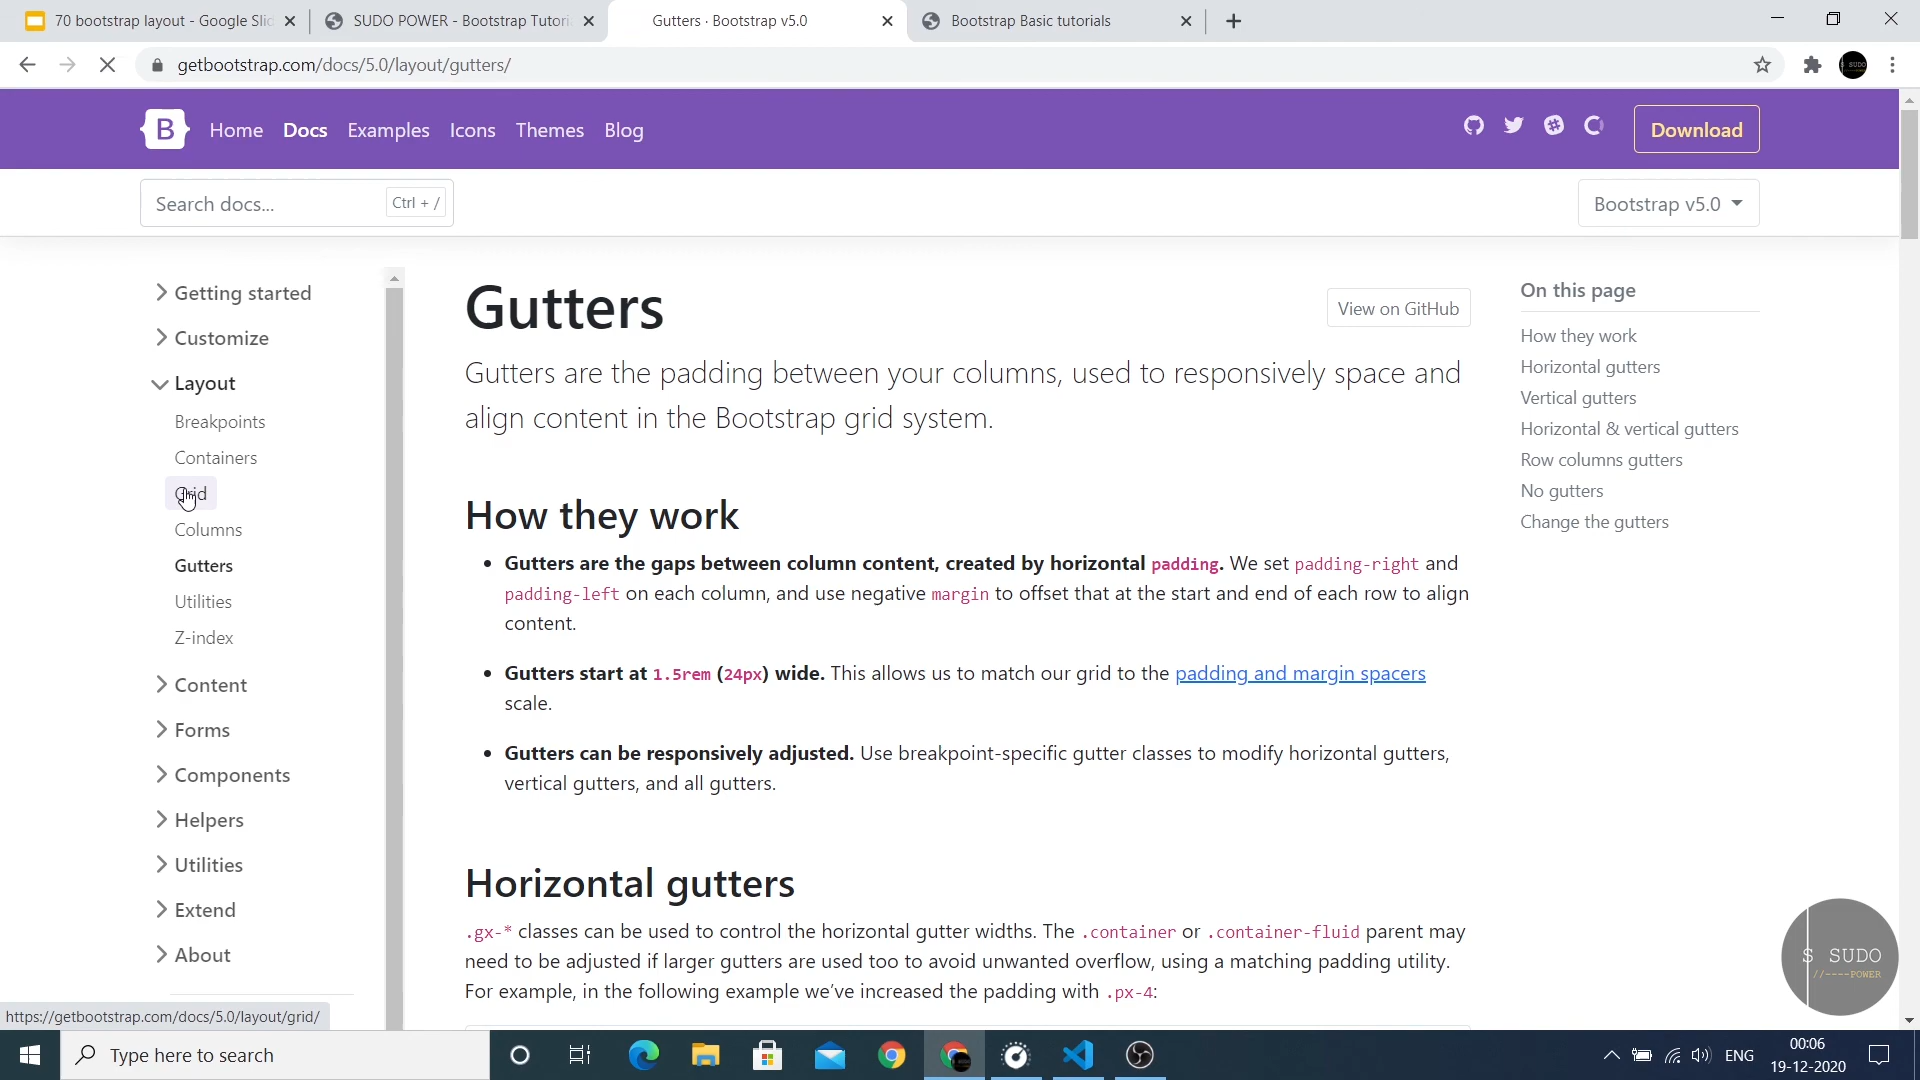 70 bootstrap layout - Google Slid
SUDO POWER - Bootstrap Tutori
Gutters · Bootstrap v5.0
Bootstrap Basic tutorials
getbootstrap.com/docs/5.0/layout/gutters/
SUDO
B
Home
Docs
Examples
Icons
Themes
Blog
Download
Search docs...
Ctrl + /
Bootstrap v5.0
Getting started
Customize
Layout
Breakpoints
Containers
Grid
Columns
Gutters
Utilities
Z-index
Content
Forms
Components
Helpers
Utilities
Extend
About
Gutters
View on GitHub
Gutters are the padding between your columns, used to responsively space and
align content in the Bootstrap grid system.
How they work
Gutters are the gaps between column content, created by horizontal padding. We set padding-right and
padding-left on each column, and use negative margin to offset that at the start and end of each row to align
content.
Gutters start at 1.5rem (24px) wide. This allows us to match our grid to the padding and margin spacers
scale.
Gutters can be responsively adjusted. Use breakpoint-specific gutter classes to modify horizontal gutters,
vertical gutters, and all gutters.
Horizontal gutters
.gx-* classes can be used to control the horizontal gutter widths. The .container or .container-fluid parent may
need to be adjusted if larger gutters are used too to avoid unwanted overflow, using a matching padding utility.
For example, in the following example we've increased the padding with .px-4:
On this page
How they work
Horizontal gutters
Vertical gutters
Horizontal & vertical gutters
Row columns gutters
No gutters
Change the gutters
S SUDO
//----POWER
https://getbootstrap.com/docs/5.0/layout/grid/
Type here to search
ENG
00:06
19-12-2020